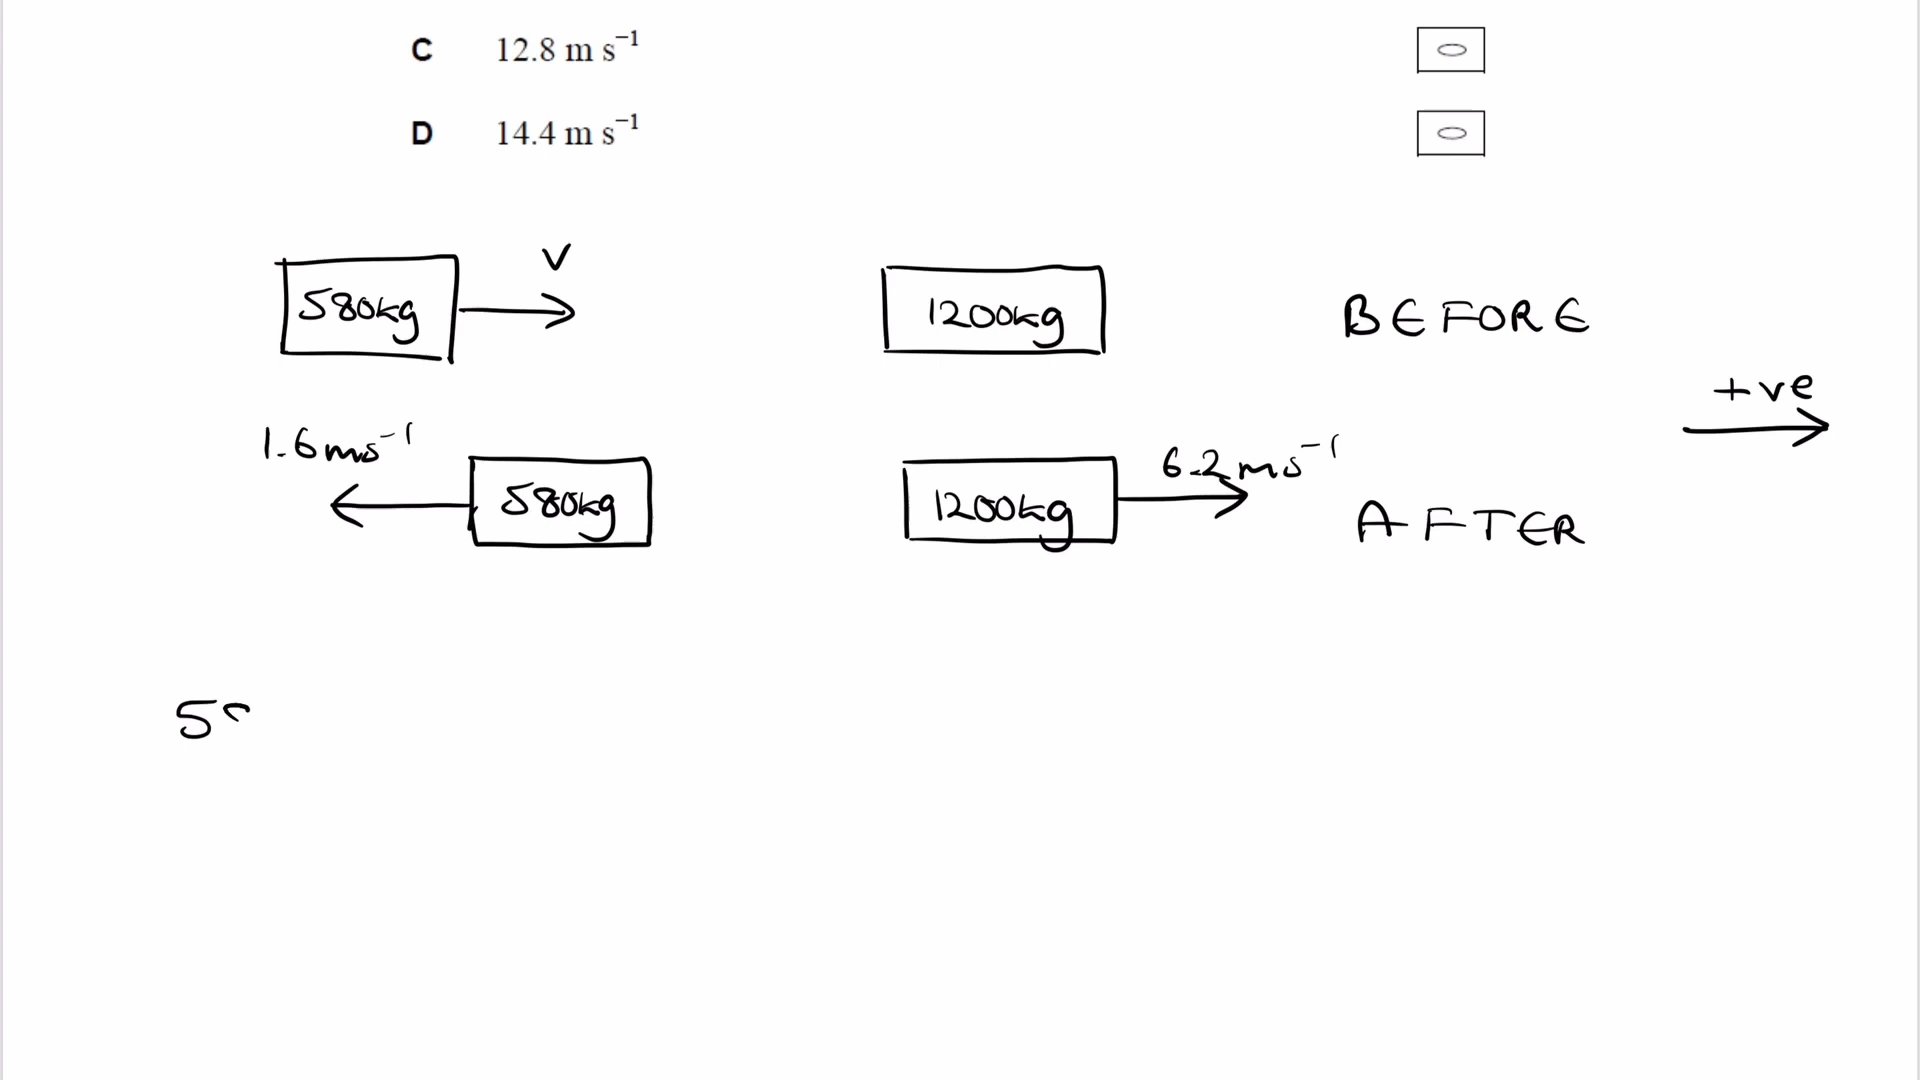 C 12.8 m s⁻¹
D 14.4 m s⁻¹
v
580kg 1200kg BEFORE
+ve
1.6ms⁻¹ 6.2ms⁻¹
580kg 1200kg AFTER
5